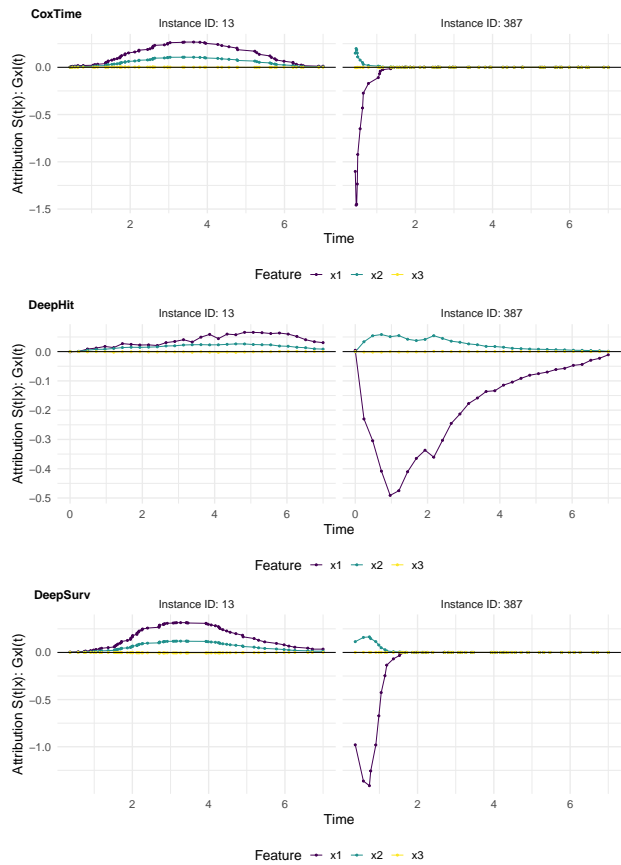 CoxTime
Instance ID: 13 Instance ID: 387
Attribution S(t|x): GxI(t)
0.0
−0.5
−1.0
−1.5
2 4 6 2 4 6
Time
Feature x1 x2 x3
DeepHit
Instance ID: 13 Instance ID: 387
Attribution S(t|x): GxI(t)
0.0
−0.1
−0.2
−0.3
−0.4
−0.5
0 2 4 6 0 2 4 6
Time
Feature x1 x2 x3
DeepSurv
Instance ID: 13 Instance ID: 387
Attribution S(t|x): GxI(t)
0.0
−0.5
−1.0
2 4 6 2 4 6
Time
Feature x1 x2 x3